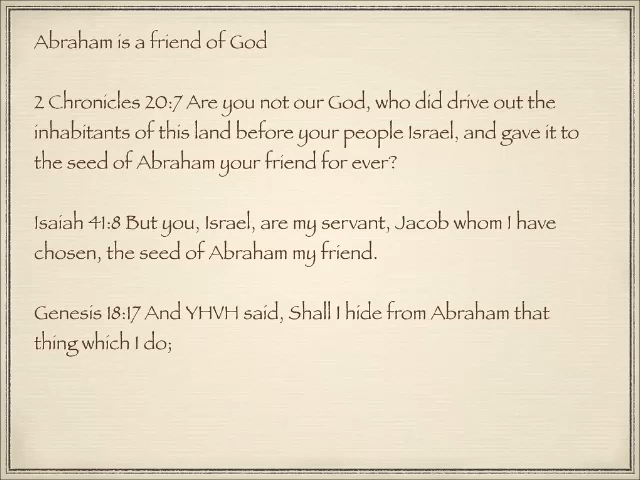 Abraham is a friend of God
2 Chronicles 20:7 Are you not our God, who did drive out the
inhabitants of this land before your people Israel, and gave it to
the seed of Abraham your friend for ever?
Isaiah 41:8 But you, Israel, are my servant, Jacob whom I have
chosen, the seed of Abraham my friend.
Genesis 18:17 And YHVH said, Shall I hide from Abraham that
thing which I do;